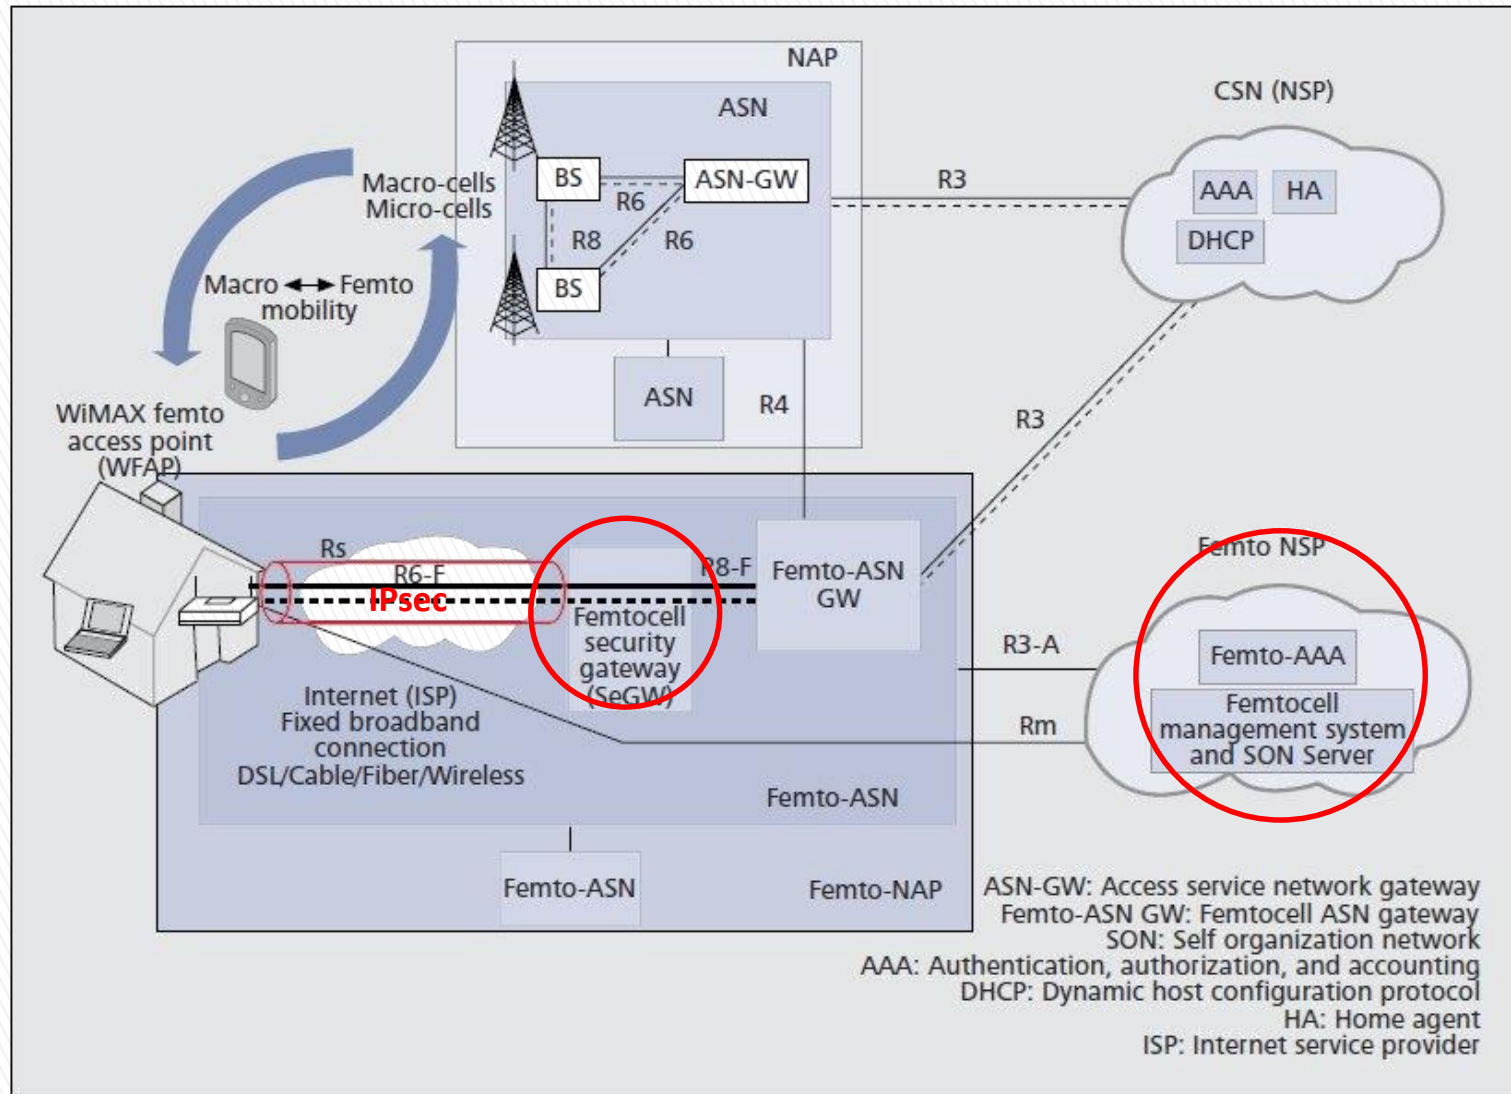 NAP
ASN
CSN (NSP)
BS
ASN-GW
R6
R8
R6
BS
Macro-cells
Micro-cells
R3
AAA
HA
DHCP
Macro Femto
mobility
ASN
R4
R3
WiMAX femto
access point
(WFAP)
Rs
R6-F
IPsec
R8-F
Femto-ASN
GW
Femtocell
security
gateway
(SeGW)
Femto NSP
R3-A
Femto-AAA
Femtocell
management system
and SON Server
Rm
Internet (ISP)
Fixed broadband
connection
DSL/Cable/Fiber/Wireless
Femto-ASN
Femto-ASN
Femto-NAP
ASN-GW: Access service network gateway
Femto-ASN GW: Femtocell ASN gateway
SON: Self organization network
AAA: Authentication, authorization, and accounting
DHCP: Dynamic host configuration protocol
HA: Home agent
ISP: Internet service provider